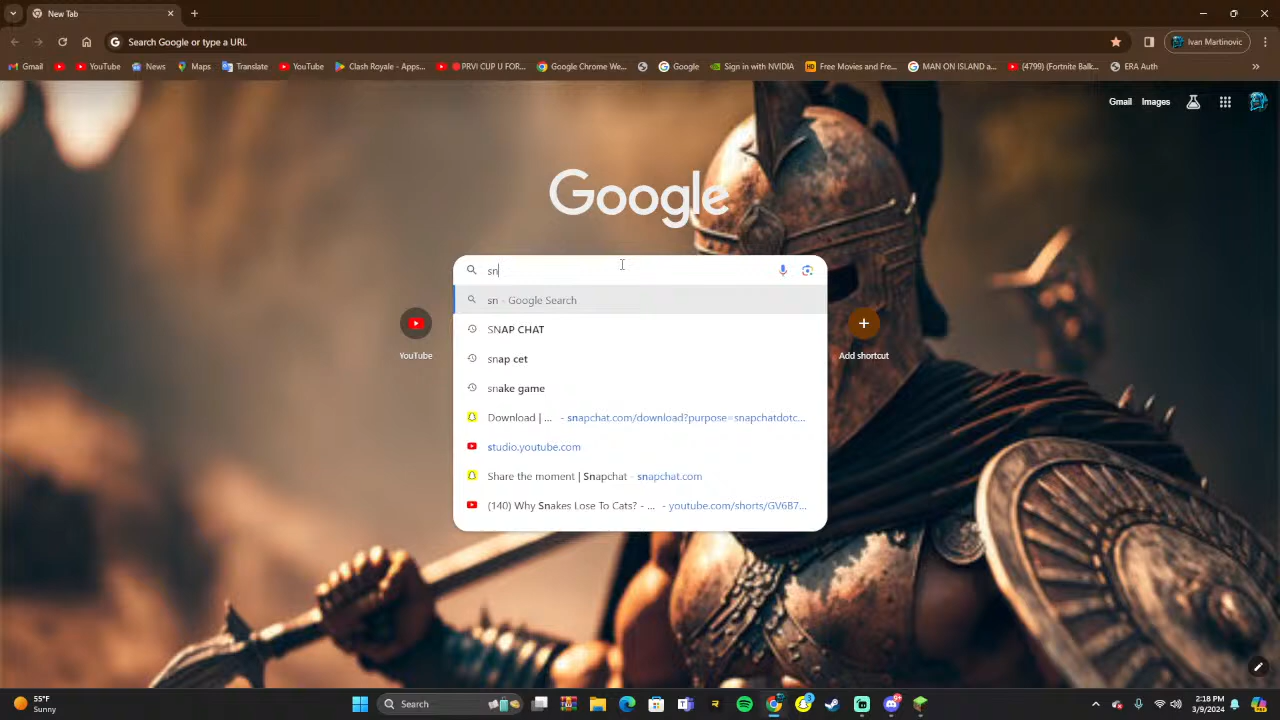 New Tab
Search Google or type a URL
Ivan Martinovic
Gmail
YouTube
News
Maps
Translate
YouTube
Clash Royale - Apps...
PRVI CUP U FOR...
Google Chrome We...
Google
Sign in with NVIDIA
HD Free Movies and Fre...
MAN ON ISLAND a...
(4799) (Fortnite Balk...
ERA Auth
Gmail Images
Google
sn
sn - Google Search
SNAP CHAT
snap cet
snake game
Download | ... - snapchat.com/download?purpose=snapchatdotc...
studio.youtube.com
Share the moment | Snapchat - snapchat.com
(140) Why Snakes Lose To Cats? - ... - youtube.com/shorts/GV6B7...
YouTube
Add shortcut
55°F
Sunny
Search
2:18 PM
3/9/2024